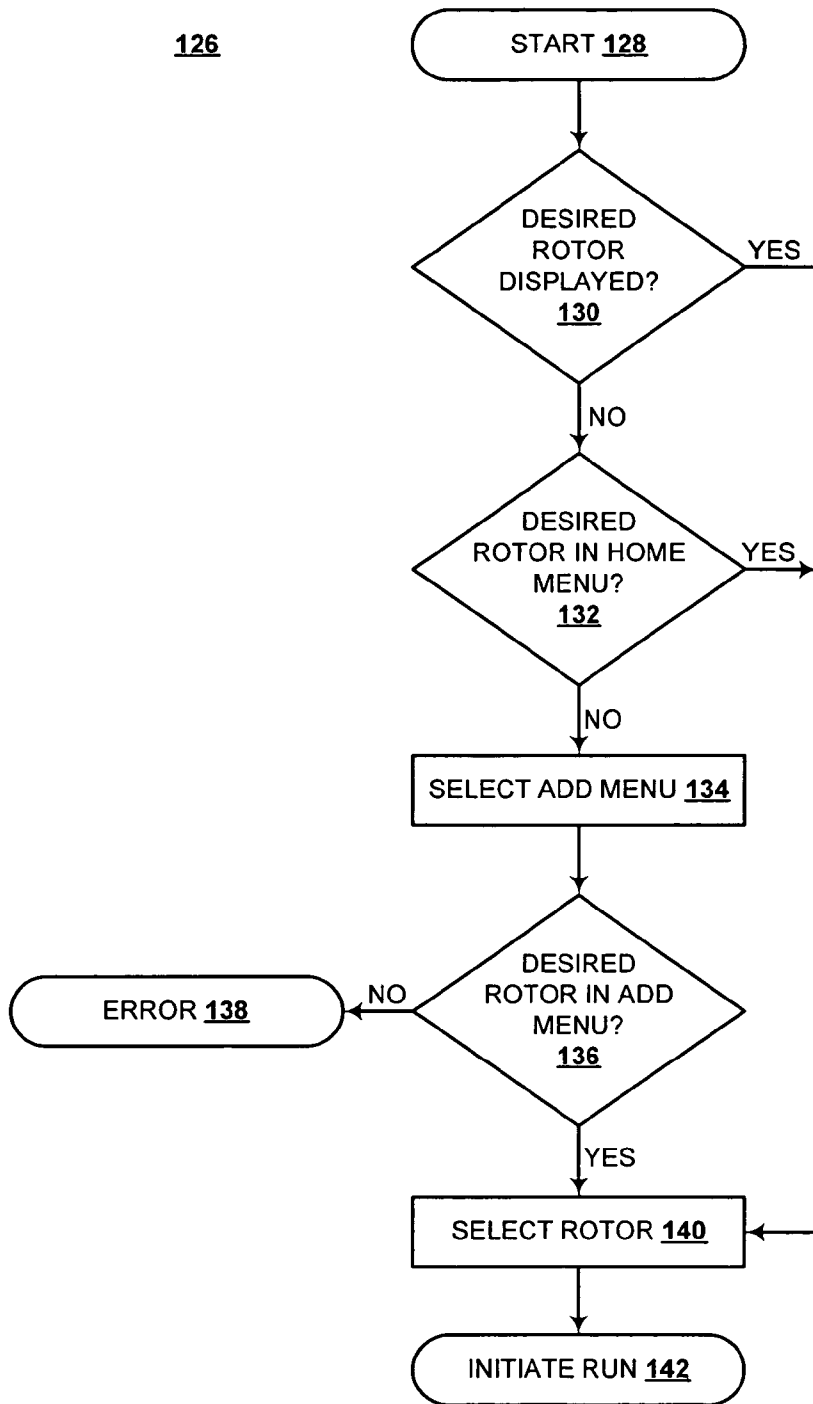 126
START 128
DESIRED
ROTOR
DISPLAYED?
130
YES
NO
DESIRED
ROTOR IN HOME
MENU?
132
YES
NO
SELECT ADD MENU 134
DESIRED
ROTOR IN ADD
MENU?
136
NO
ERROR 138
YES
SELECT ROTOR 140
INITIATE RUN 142